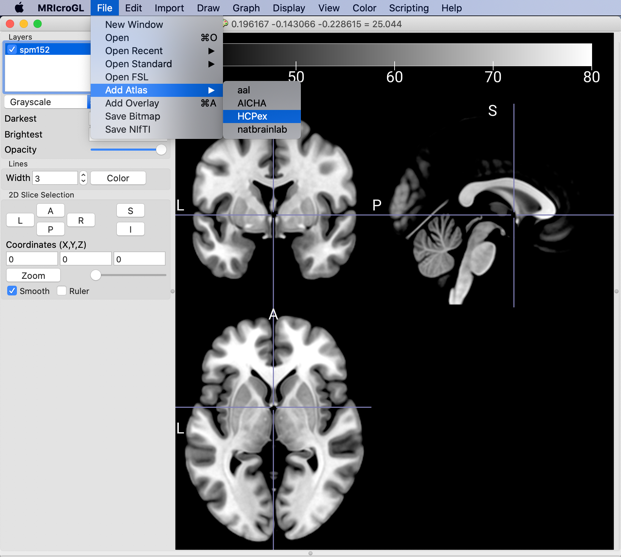 MRIcroGL File Edit Import Draw Graph Display View Color Scripting Help
0.196167 -0.143066 -0.228615 = 25.044
Layers
spm152
New Window
Open ⌘O
Open Recent
Open Standard
Open FSL
Add Atlas
Add Overlay ⌘A
Save Bitmap
Save NIfTI
aal
AICHA
HCPex
natbrainlab
Grayscale
Darkest
Brightest
Opacity
Lines
Width 3 Color
2D Slice Selection
L A R S
P I
Coordinates (X,Y,Z)
0 0 0
Zoom
Smooth Ruler
50 60 70 80
S
L P
A
L